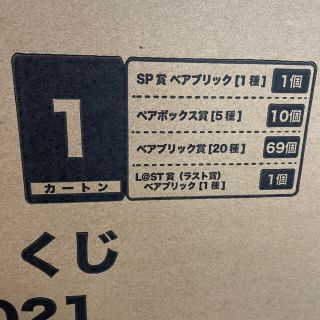 1
カートン
SP賞 ベアブリック [1種] 1個
ベアボックス賞 [5種] 10個
ベアブリック賞 [20種] 69個
L@ST賞 (ラスト賞)
ベアブリック [1種] 1個
くじ
021